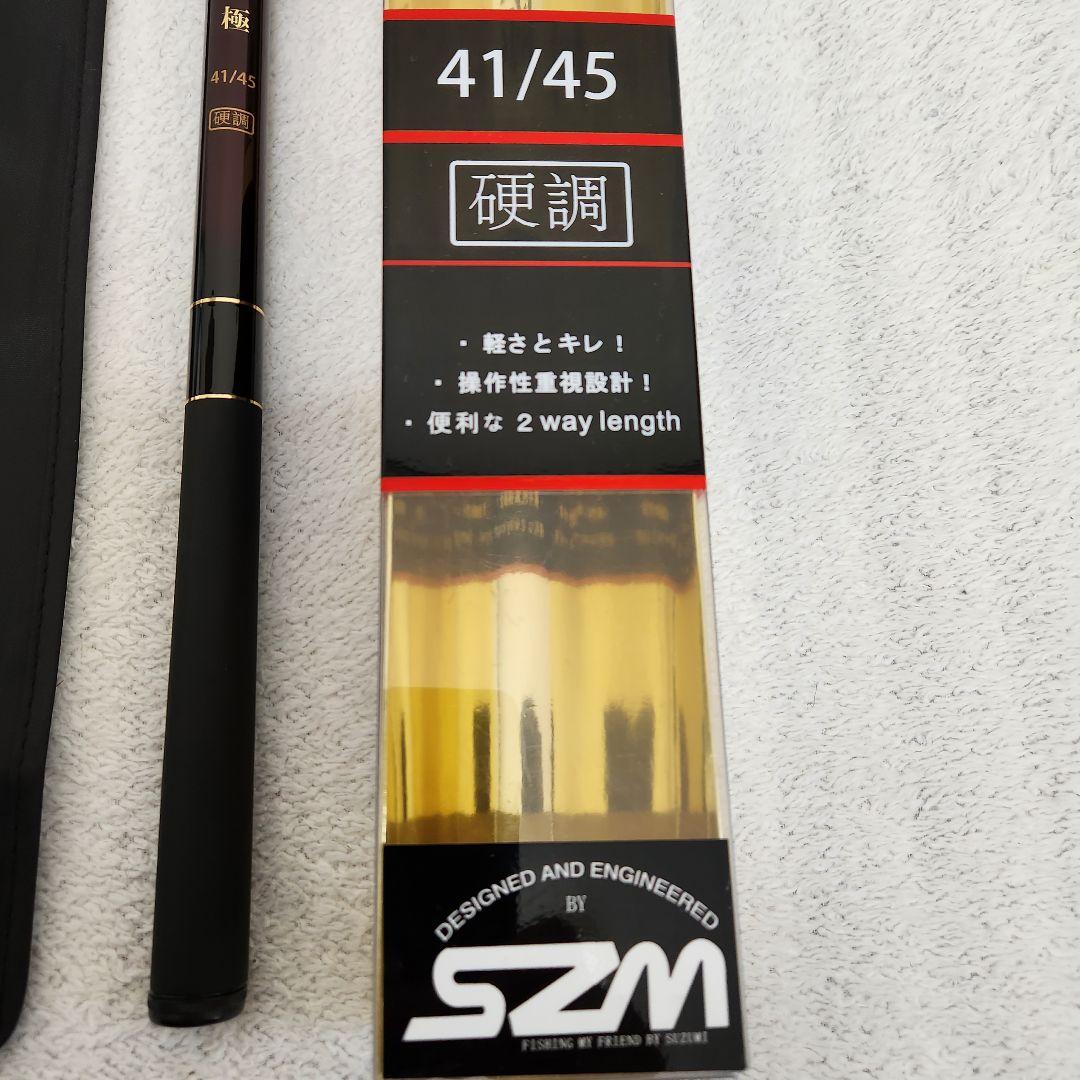 極
41/45
硬調
41/45
硬調
・軽さとキレ！
・操作性重視設計！
・便利な 2 way length
DESIGNED AND ENGINEERED
BY
SZM
FISHING MY FRIEND BY SUZUMI